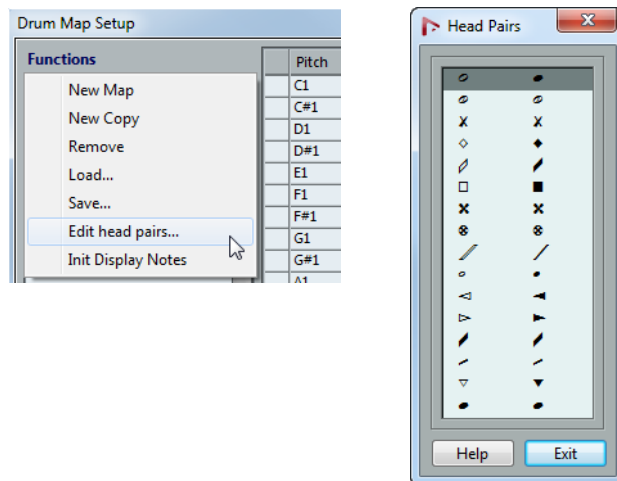 Drum Map Setup
Functions
New Map
New Copy
Remove
Load...
Save...
Edit head pairs...
Init Display Notes
Pitch
C1
C#1
D1
D#1
E1
F1
F#1
G1
G#1
A1
Head Pairs
Help
Exit